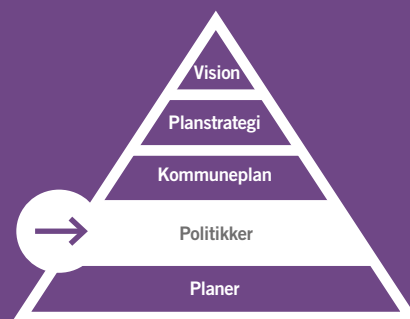 Vision
Planstrategi
Kommuneplan
Politikker
Planer